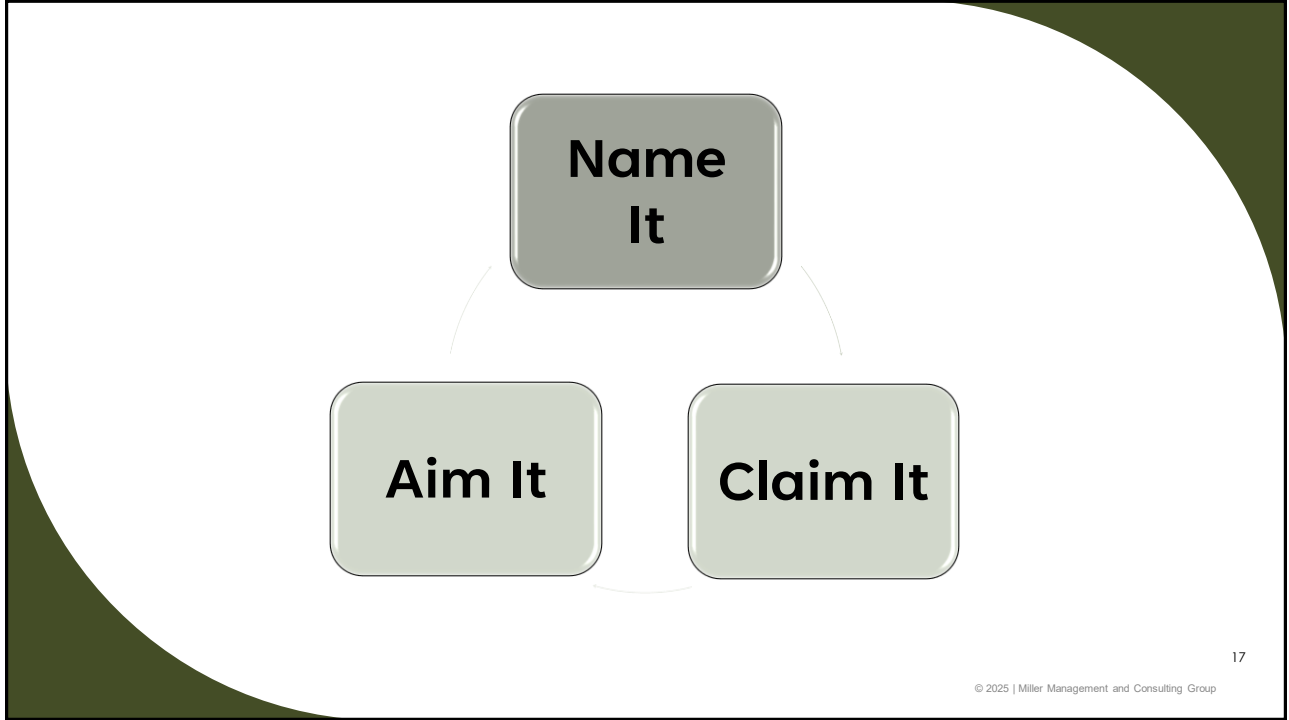 Name
It
Aim It
Claim It
17
© 2025 | Miller Management and Consulting Group